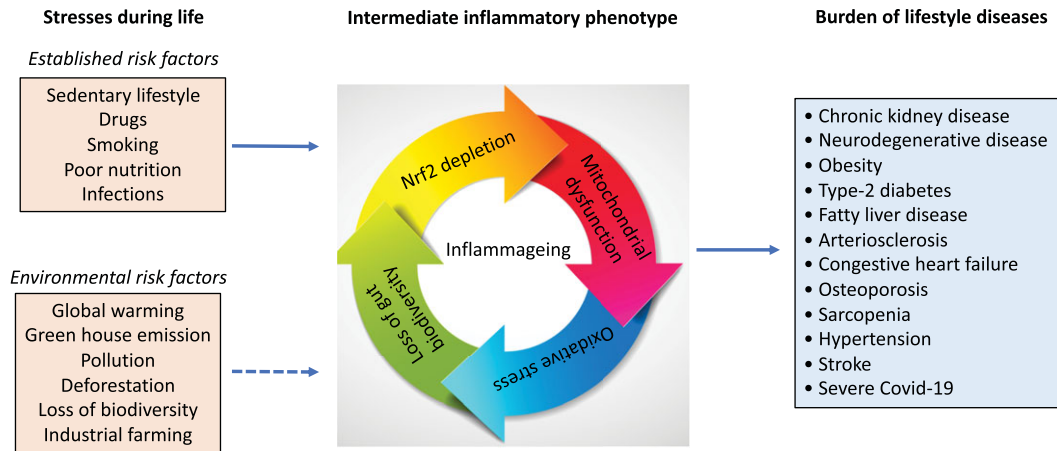 Stresses during life
Established risk factors
Sedentary lifestyle
Drugs
Smoking
Poor nutrition
Infections
Environmental risk factors
Global warming
Green house emission
Pollution
Deforestation
Loss of biodiversity
Industrial farming
Intermediate inflammatory phenotype
Nrf2 depletion
Mitochondrial
dysfunction
Oxidative stress
Loss of gut
biodiversity
Inflammageing
Burden of lifestyle diseases
• Chronic kidney disease
• Neurodegenerative disease
• Obesity
• Type-2 diabetes
• Fatty liver disease
• Arteriosclerosis
• Congestive heart failure
• Osteoporosis
• Sarcopenia
• Hypertension
• Stroke
• Severe Covid-19